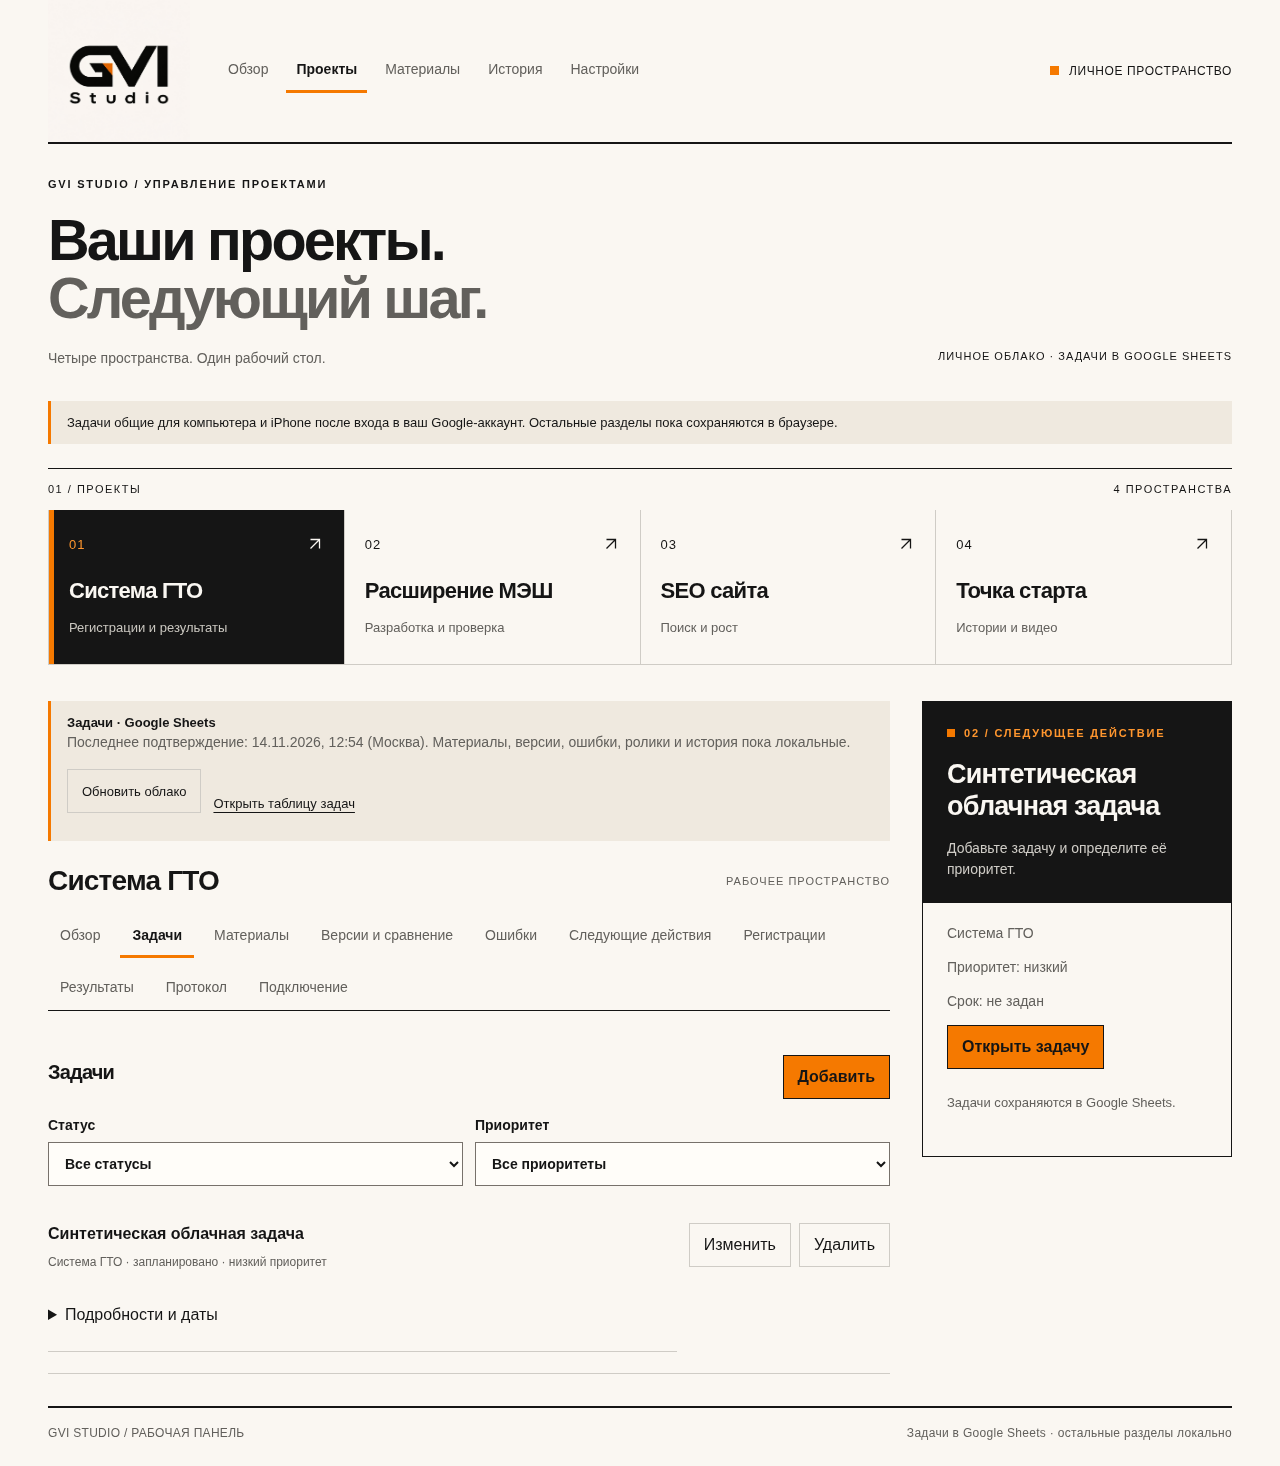 GVI
Studio
Обзор Проекты Материалы История Настройки
ЛИЧНОЕ ПРОСТРАНСТВО
GVI STUDIO / УПРАВЛЕНИЕ ПРОЕКТАМИ
Ваши проекты.
Следующий шаг.
Четыре пространства. Один рабочий стол.
ЛИЧНОЕ ОБЛАКО · ЗАДАЧИ В GOOGLE SHEETS
Задачи общие для компьютера и iPhone после входа в ваш Google-аккаунт. Остальные разделы пока сохраняются в браузере.
01 / ПРОЕКТЫ
4 ПРОСТРАНСТВА
01
Система ГТО
Регистрации и результаты
02
Расширение МЭШ
Разработка и проверка
03
SEO сайта
Поиск и рост
04
Точка старта
Истории и видео
Задачи · Google Sheets
Последнее подтверждение: 14.11.2026, 12:54 (Москва). Материалы, версии, ошибки, ролики и история пока локальные.
Обновить облако
Открыть таблицу задач
Система ГТО
РАБОЧЕЕ ПРОСТРАНСТВО
Обзор Задачи Материалы Версии и сравнение Ошибки Следующие действия Регистрации
Результаты Протокол Подключение
Задачи
Добавить
Статус
Все статусы
Приоритет
Все приоритеты
Синтетическая облачная задача
Система ГТО · запланировано · низкий приоритет
Изменить
Удалить
Подробности и даты
02 / СЛЕДУЮЩЕЕ ДЕЙСТВИЕ
Синтетическая
облачная задача
Добавьте задачу и определите её
приоритет.
Система ГТО
Приоритет: низкий
Срок: не задан
Открыть задачу
Задачи сохраняются в Google Sheets.
GVI STUDIO / РАБОЧАЯ ПАНЕЛЬ
Задачи в Google Sheets · остальные разделы локально